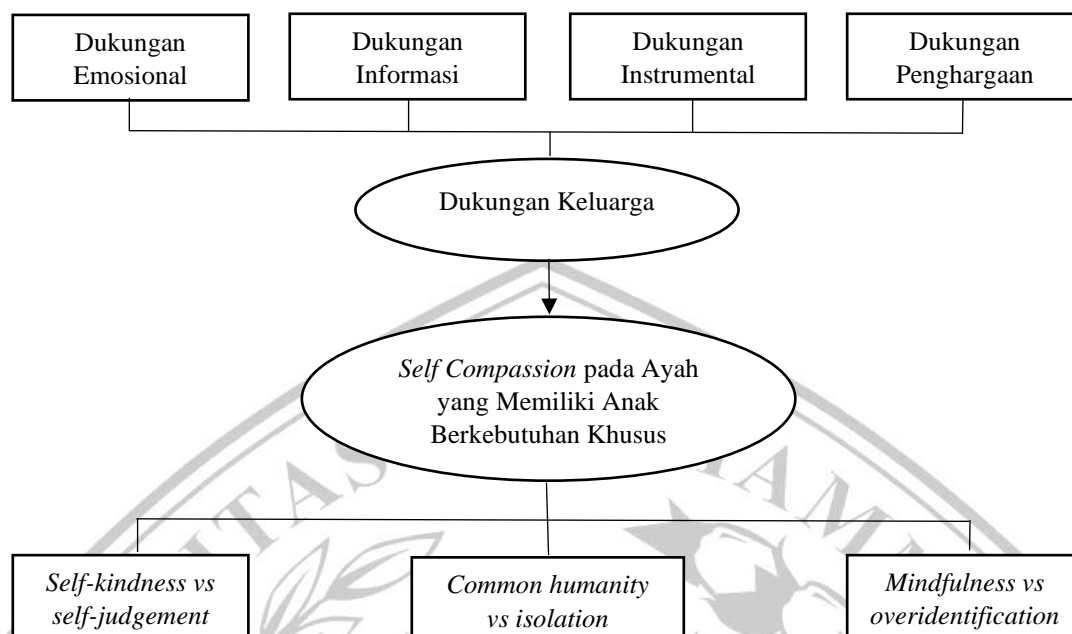 Dukungan
Emosional
Dukungan
Informasi
Dukungan
Instrumental
Dukungan
Penghargaan
Dukungan Keluarga
Self Compassion pada Ayah
yang Memiliki Anak
Berkebutuhan Khusus
Self-kindness vs
self-judgement
Common humanity
vs isolation
Mindfulness vs
overidentification